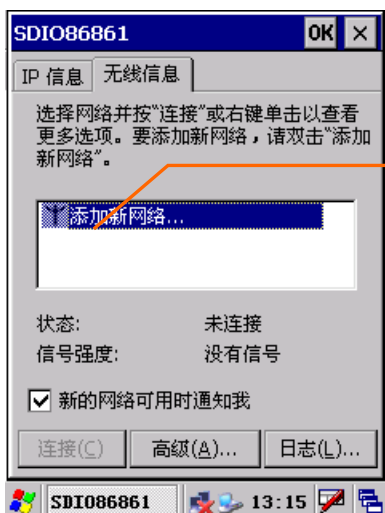 SDIO86861 OK ×
IP 信息 无线信息
选择网络并按"连接"或右键单击以查看
更多选项。要添加新网络，请双击"添加
新网络"。
添加新网络...
状态: 未连接
信号强度: 没有信号
新的网络可用时通知我
连接(C) 高级(A)... 日志(L)...
SDIO86861 13:15